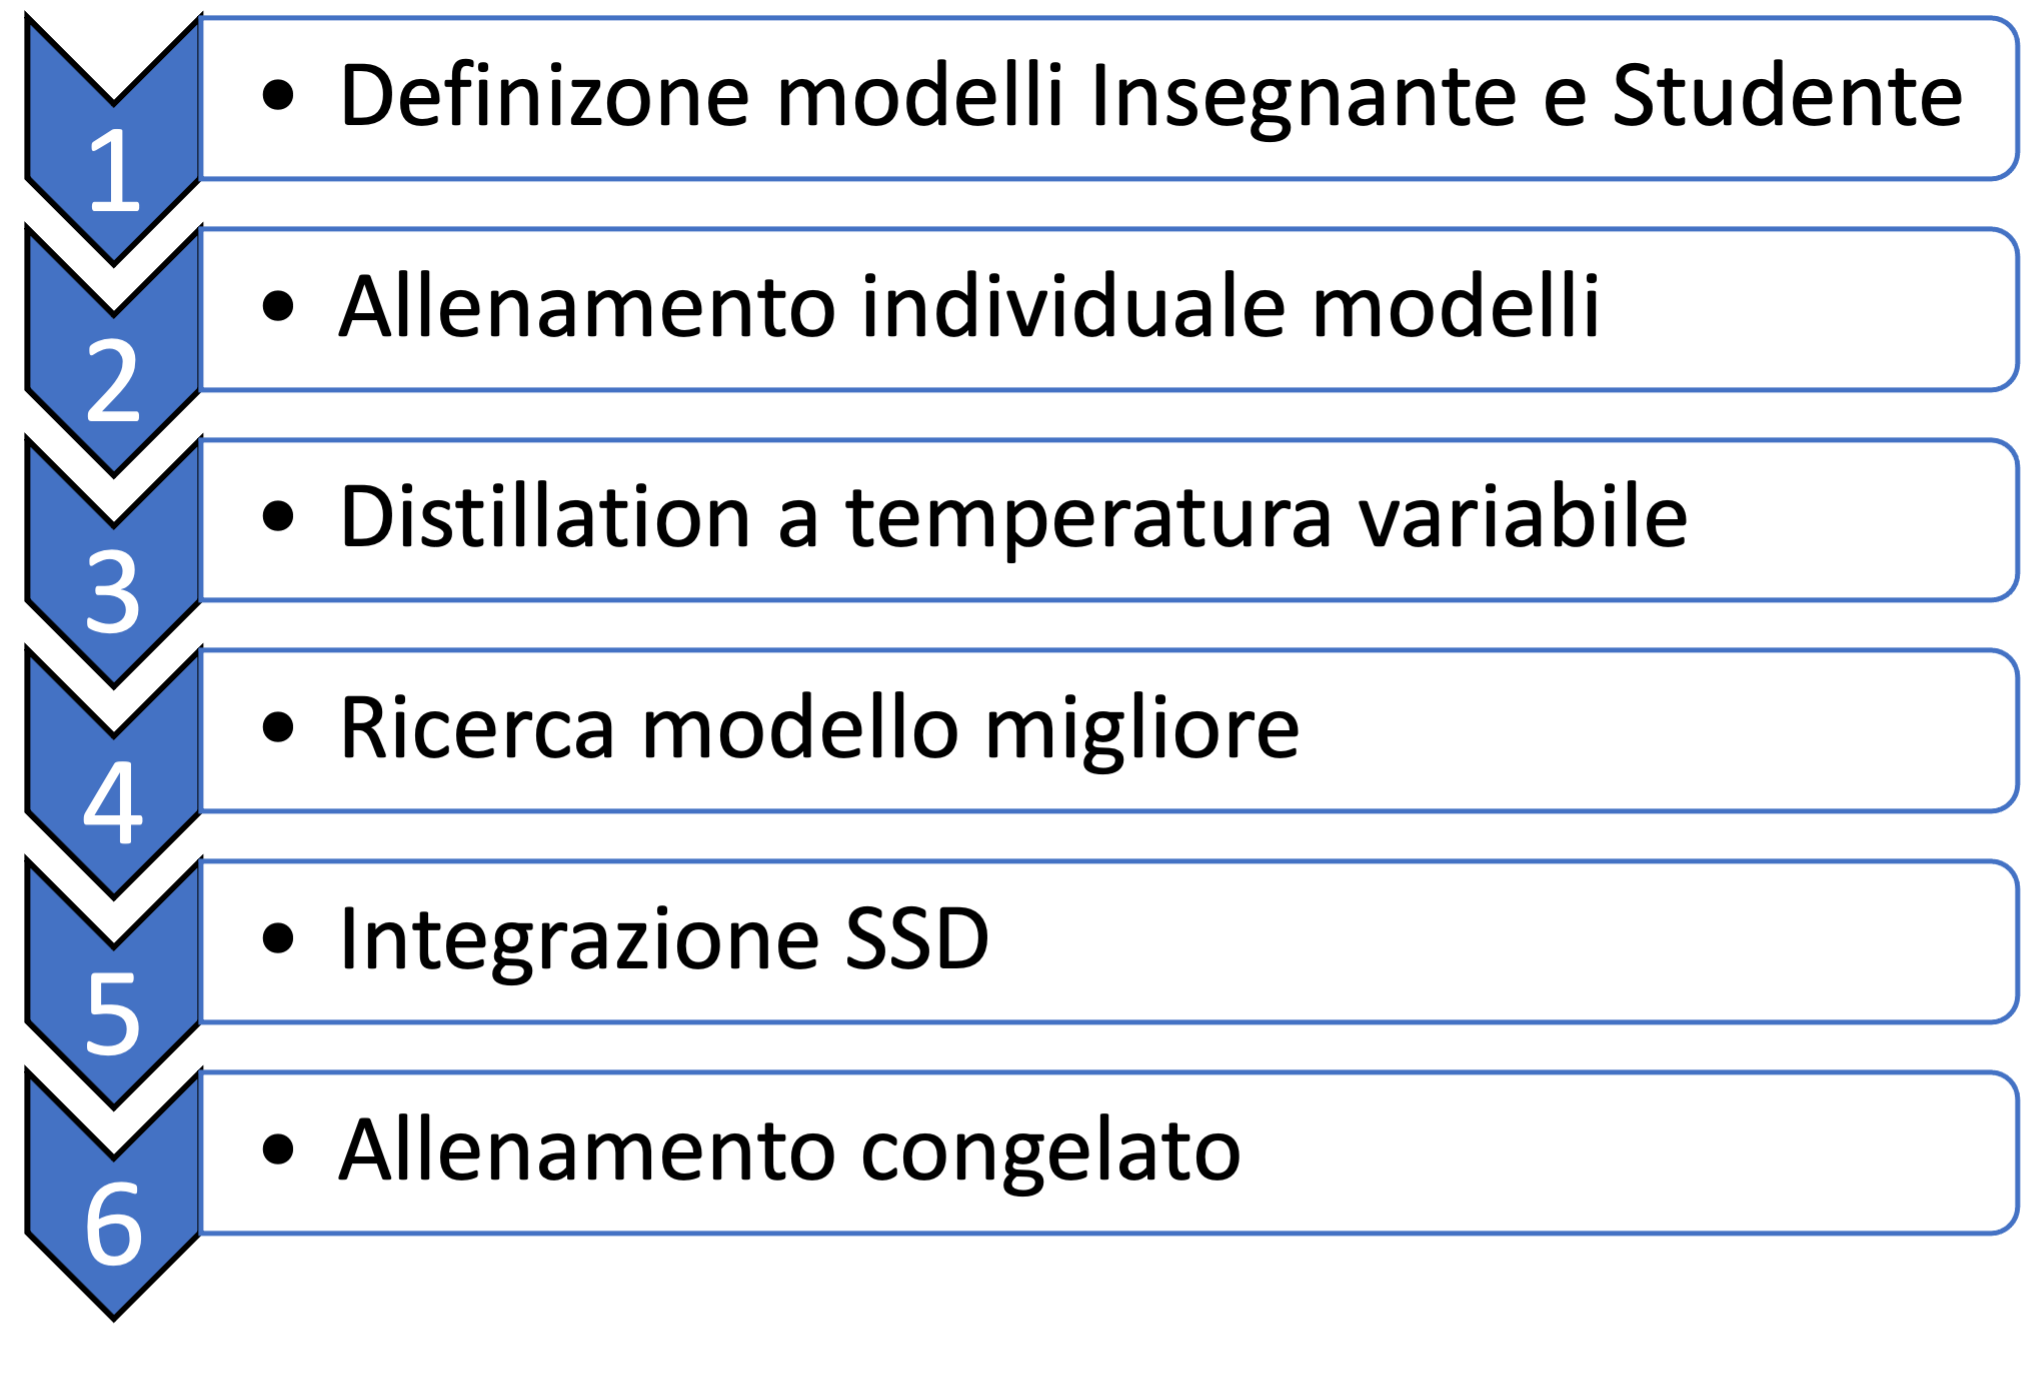 1
• Definizone modelli Insegnante e Studente
2
• Allenamento individuale modelli
3
• Distillation a temperatura variabile
4
• Ricerca modello migliore
5
• Integrazione SSD
6
• Allenamento congelato